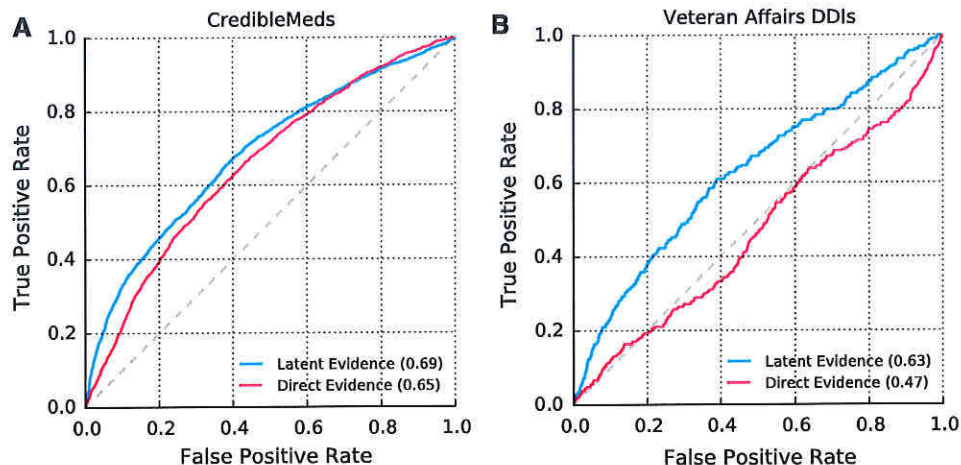 A
CredibleMeds
1.0
0.8
0.6
0.4
0.2
0.0
True Positive Rate
Latent Evidence (0.69)
Direct Evidence (0.65)
0.0 0.2 0.4 0.6 0.8 1.0
False Positive Rate
B
Veteran Affairs DDIs
1.0
0.8
0.6
0.4
0.2
0.0
True Positive Rate
Latent Evidence (0.63)
Direct Evidence (0.47)
0.0 0.2 0.4 0.6 0.8 1.0
False Positive Rate